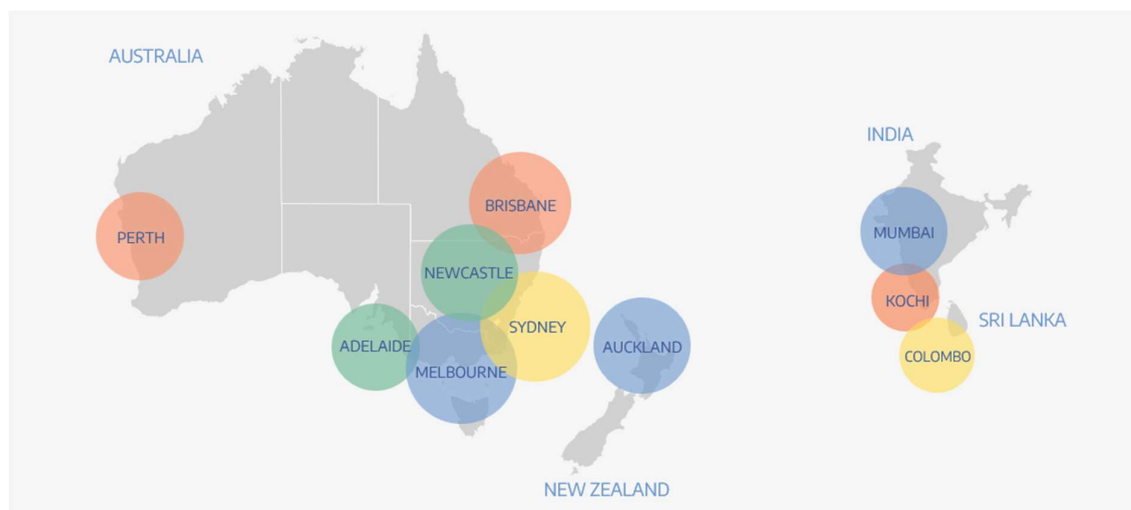 AUSTRALIA
INDIA
BRISBANE
MUMBAI
PERTH
NEWCASTLE
KOCHI
SRI LANKA
SYDNEY
ADELAIDE
AUCKLAND
COLOMBO
MELBOURNE
NEW ZEALAND